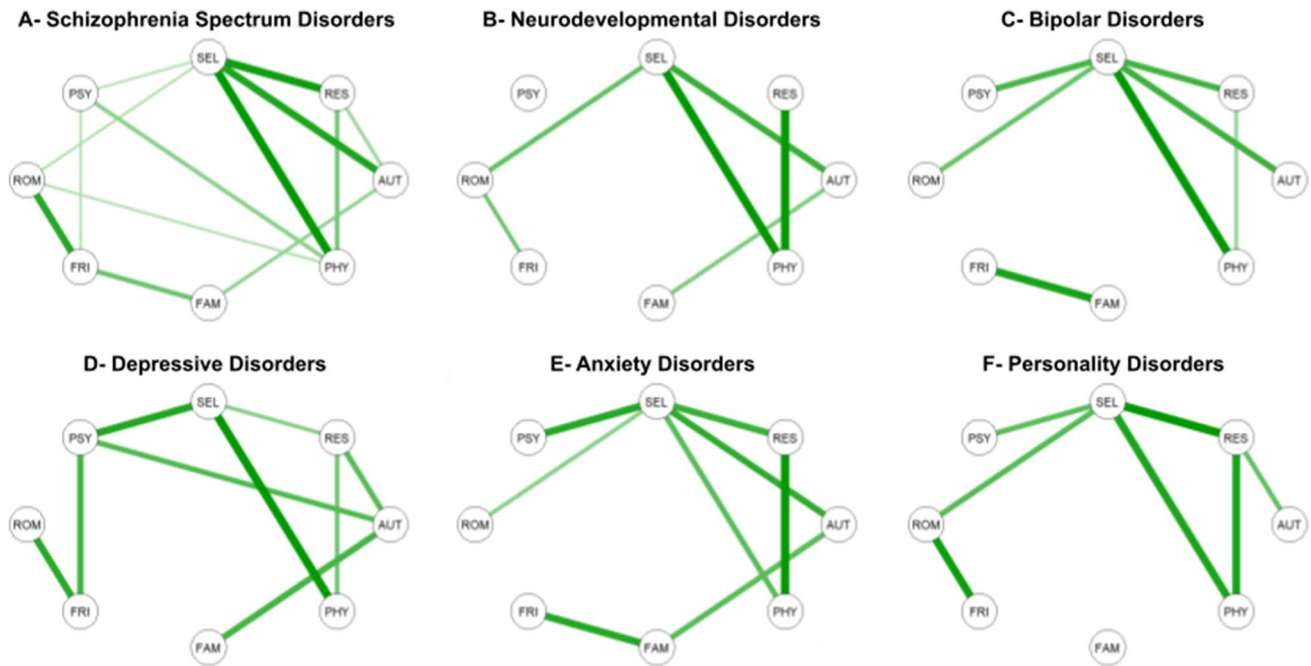 A- Schizophrenia Spectrum Disorders
SEL
PSY
RES
ROM
AUT
FRI
PHY
FAM
B- Neurodevelopmental Disorders
SEL
PSY
RES
ROM
AUT
FRI
PHY
FAM
C- Bipolar Disorders
SEL
PSY
RES
ROM
AUT
FRI
PHY
FAM
D- Depressive Disorders
SEL
PSY
RES
ROM
AUT
FRI
PHY
FAM
E- Anxiety Disorders
SEL
PSY
RES
ROM
AUT
FRI
PHY
FAM
F- Personality Disorders
SEL
PSY
RES
ROM
AUT
FRI
PHY
FAM